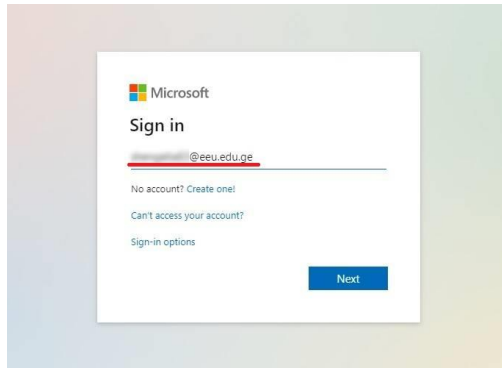 Microsoft
Sign in
@eeu.edu.ge
No account? Create one!
Can't access your account?
Sign-in options
Next